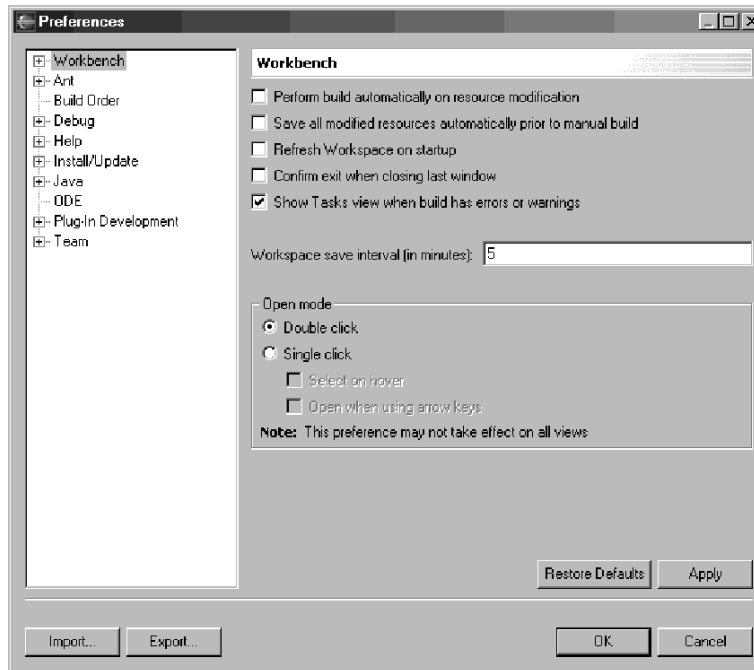 Preferences
Workbench
Ant
Build Order
Debug
Help
Install/Update
Java
ODE
Plug-In Development
Team
Workbench
Perform build automatically on resource modification
Save all modified resources automatically prior to manual build
Refresh Workspace on startup
Confirm exit when closing last window
Show Tasks view when build has errors or warnings
Workspace save interval (in minutes): 5
Open mode
Double click
Single click
Select on hover
Open when using arrow keys
Note: This preference may not take effect on all views
Restore Defaults Apply
Import... Export... OK Cancel